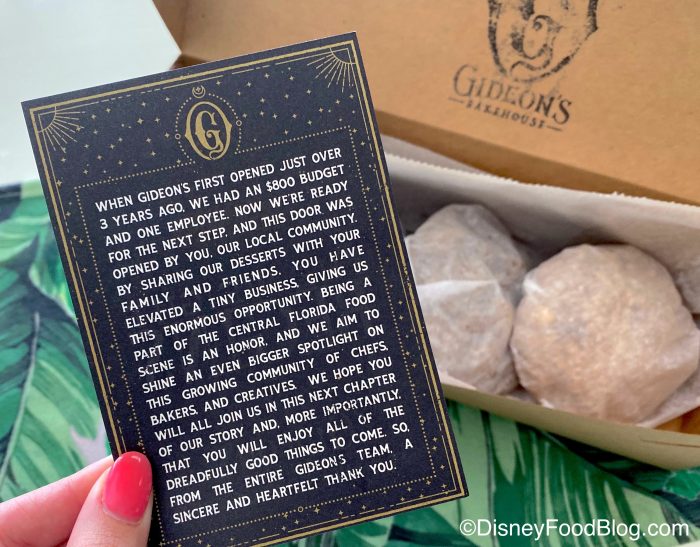 GIDEON'S
BAKEHOUSE
G
WHEN GIDEON'S FIRST OPENED JUST OVER
3 YEARS AGO, WE HAD AN $800 BUDGET
AND ONE EMPLOYEE. NOW WE'RE READY
FOR THE NEXT STEP, AND THIS DOOR WAS
OPENED BY YOU, OUR LOCAL COMMUNITY.
BY SHARING OUR DESSERTS WITH YOUR
FAMILY AND FRIENDS, YOU HAVE
ELEVATED A TINY BUSINESS, GIVING US
THIS ENORMOUS OPPORTUNITY. BEING A
PART OF THE CENTRAL FLORIDA FOOD
SCENE IS AN HONOR, AND WE AIM TO
SHINE AN EVEN BIGGER SPOTLIGHT ON
THIS GROWING COMMUNITY OF CHEFS,
BAKERS, AND CREATIVES. WE HOPE YOU
WILL ALL JOIN US IN THIS NEXT CHAPTER
OF OUR STORY AND, MORE IMPORTANTLY,
THAT YOU WILL ENJOY ALL OF THE
DREADFULLY GOOD THINGS TO COME. SO,
FROM THE ENTIRE GIDEON'S TEAM, A
SINCERE AND HEARTFELT THANK YOU.
©DisneyFoodBlog.com